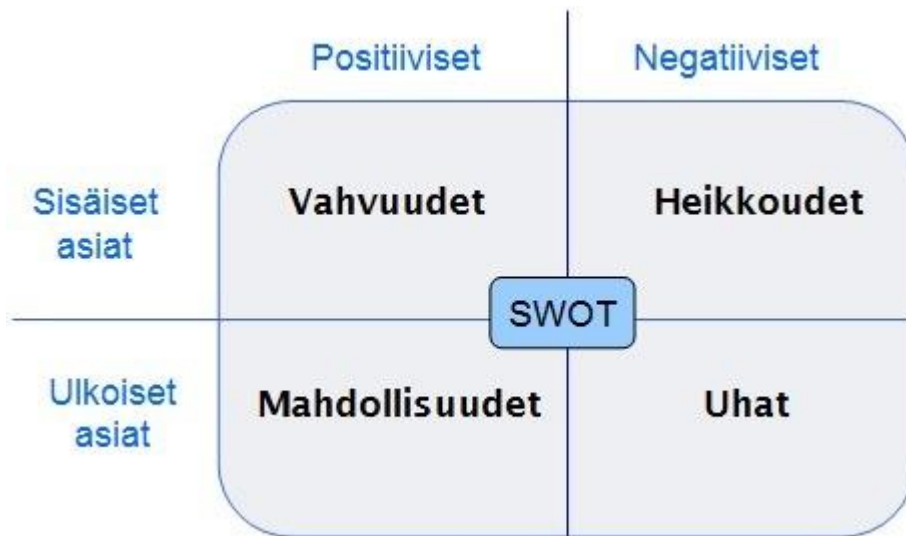 Positiiviset
Negatiiviset
Sisäiset
asiat
Vahvuudet
Heikkoudet
SWOT
Ulkoiset
asiat
Mahdollisuudet
Uhat